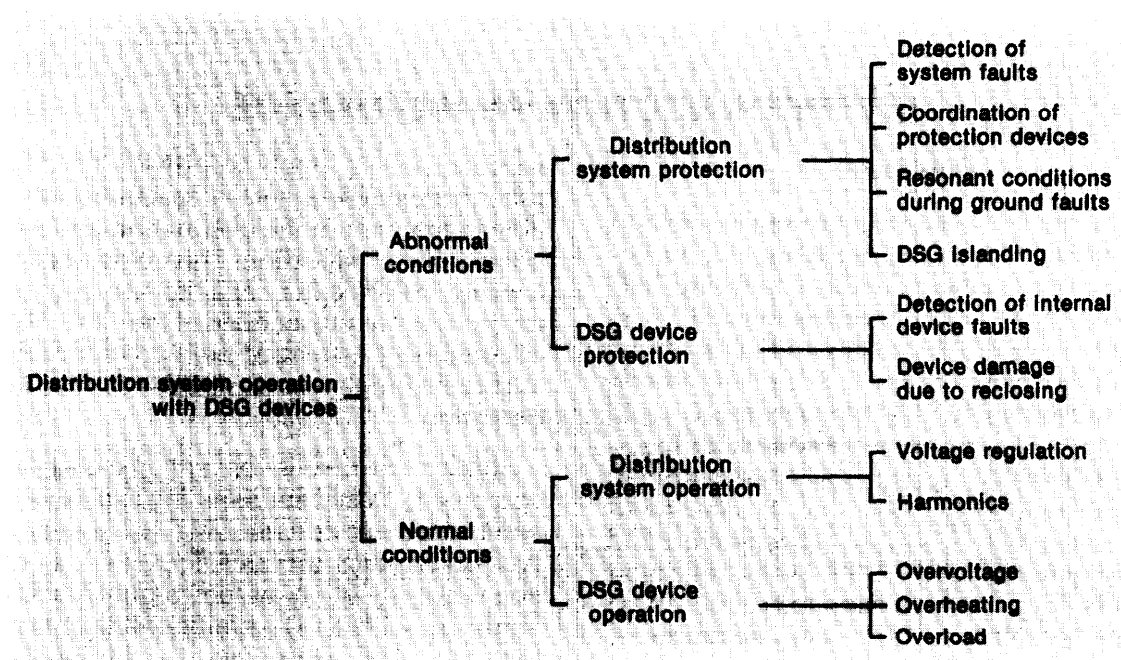 Detection of
system faults
Coordination of
protection devices
Distribution
system protection
Resonant conditions
during ground faults
Abnormal
conditions
DSG islanding
Detection of internal
device faults
DSG device
protection
Device damage
due to reclosing
Distribution system operation
with DSG devices
Voltage regulation
Distribution
system operation
Harmonics
Normal
conditions
Overvoltage
DSG device
operation
Overheating
Overload